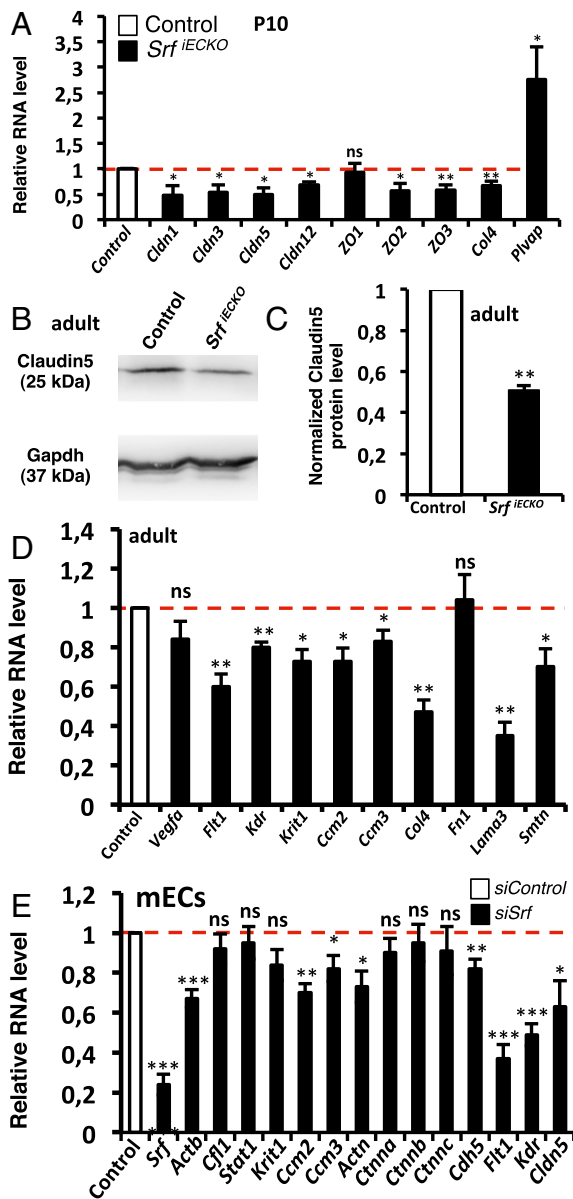 A
Control
P10
Srf iECKO
Relative RNA level
4
3,5
3
2,5
2
1,5
1
0,5
0
* * * * ns * ** ** *
Control Cldn1 Cldn3 Cldn5 Cldn12 ZO1 ZO2 ZO3 Col4 Plvap
B
adult
Control
Srf iECKO
Claudin5
(25 kDa)
Gapdh
(37 kDa)
C
adult
Normalized Claudin5
protein level
1
0,8
0,6
0,4
0,2
0
**
Control Srf iECKO
D
adult
Relative RNA level
1,4
1,2
1
0,8
0,6
0,4
0,2
0
ns ** ** * * * ** ns ** *
Control Vegfa Flt1 Kdr Krit1 Ccm2 Ccm3 Col4 Fn1 Lama3 Smtn
E
mECs
siControl
siSrf
Relative RNA level
1,2
1
0,8
0,6
0,4
0,2
0
*** *** ns ns ns ** * * ns ns ns ** *** *** *
Control Srf Actb Cfl1 Stat1 Krit1 Ccm2 Ccm3 Actn Ctnna Ctnnb Ctnnc Cdh5 Flt1 Kdr Cldn5